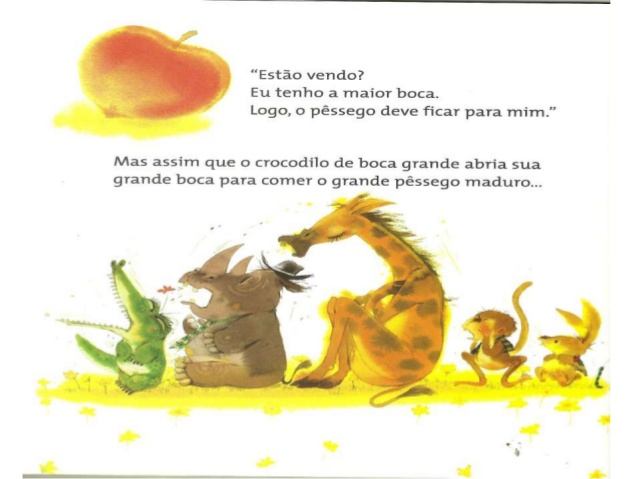 “Estão vendo?
Eu tenho a maior boca.
Logo, o pêssego deve ficar para mim.”
Mas assim que o crocodilo de boca grande abria sua
grande boca para comer o grande pêssego maduro...